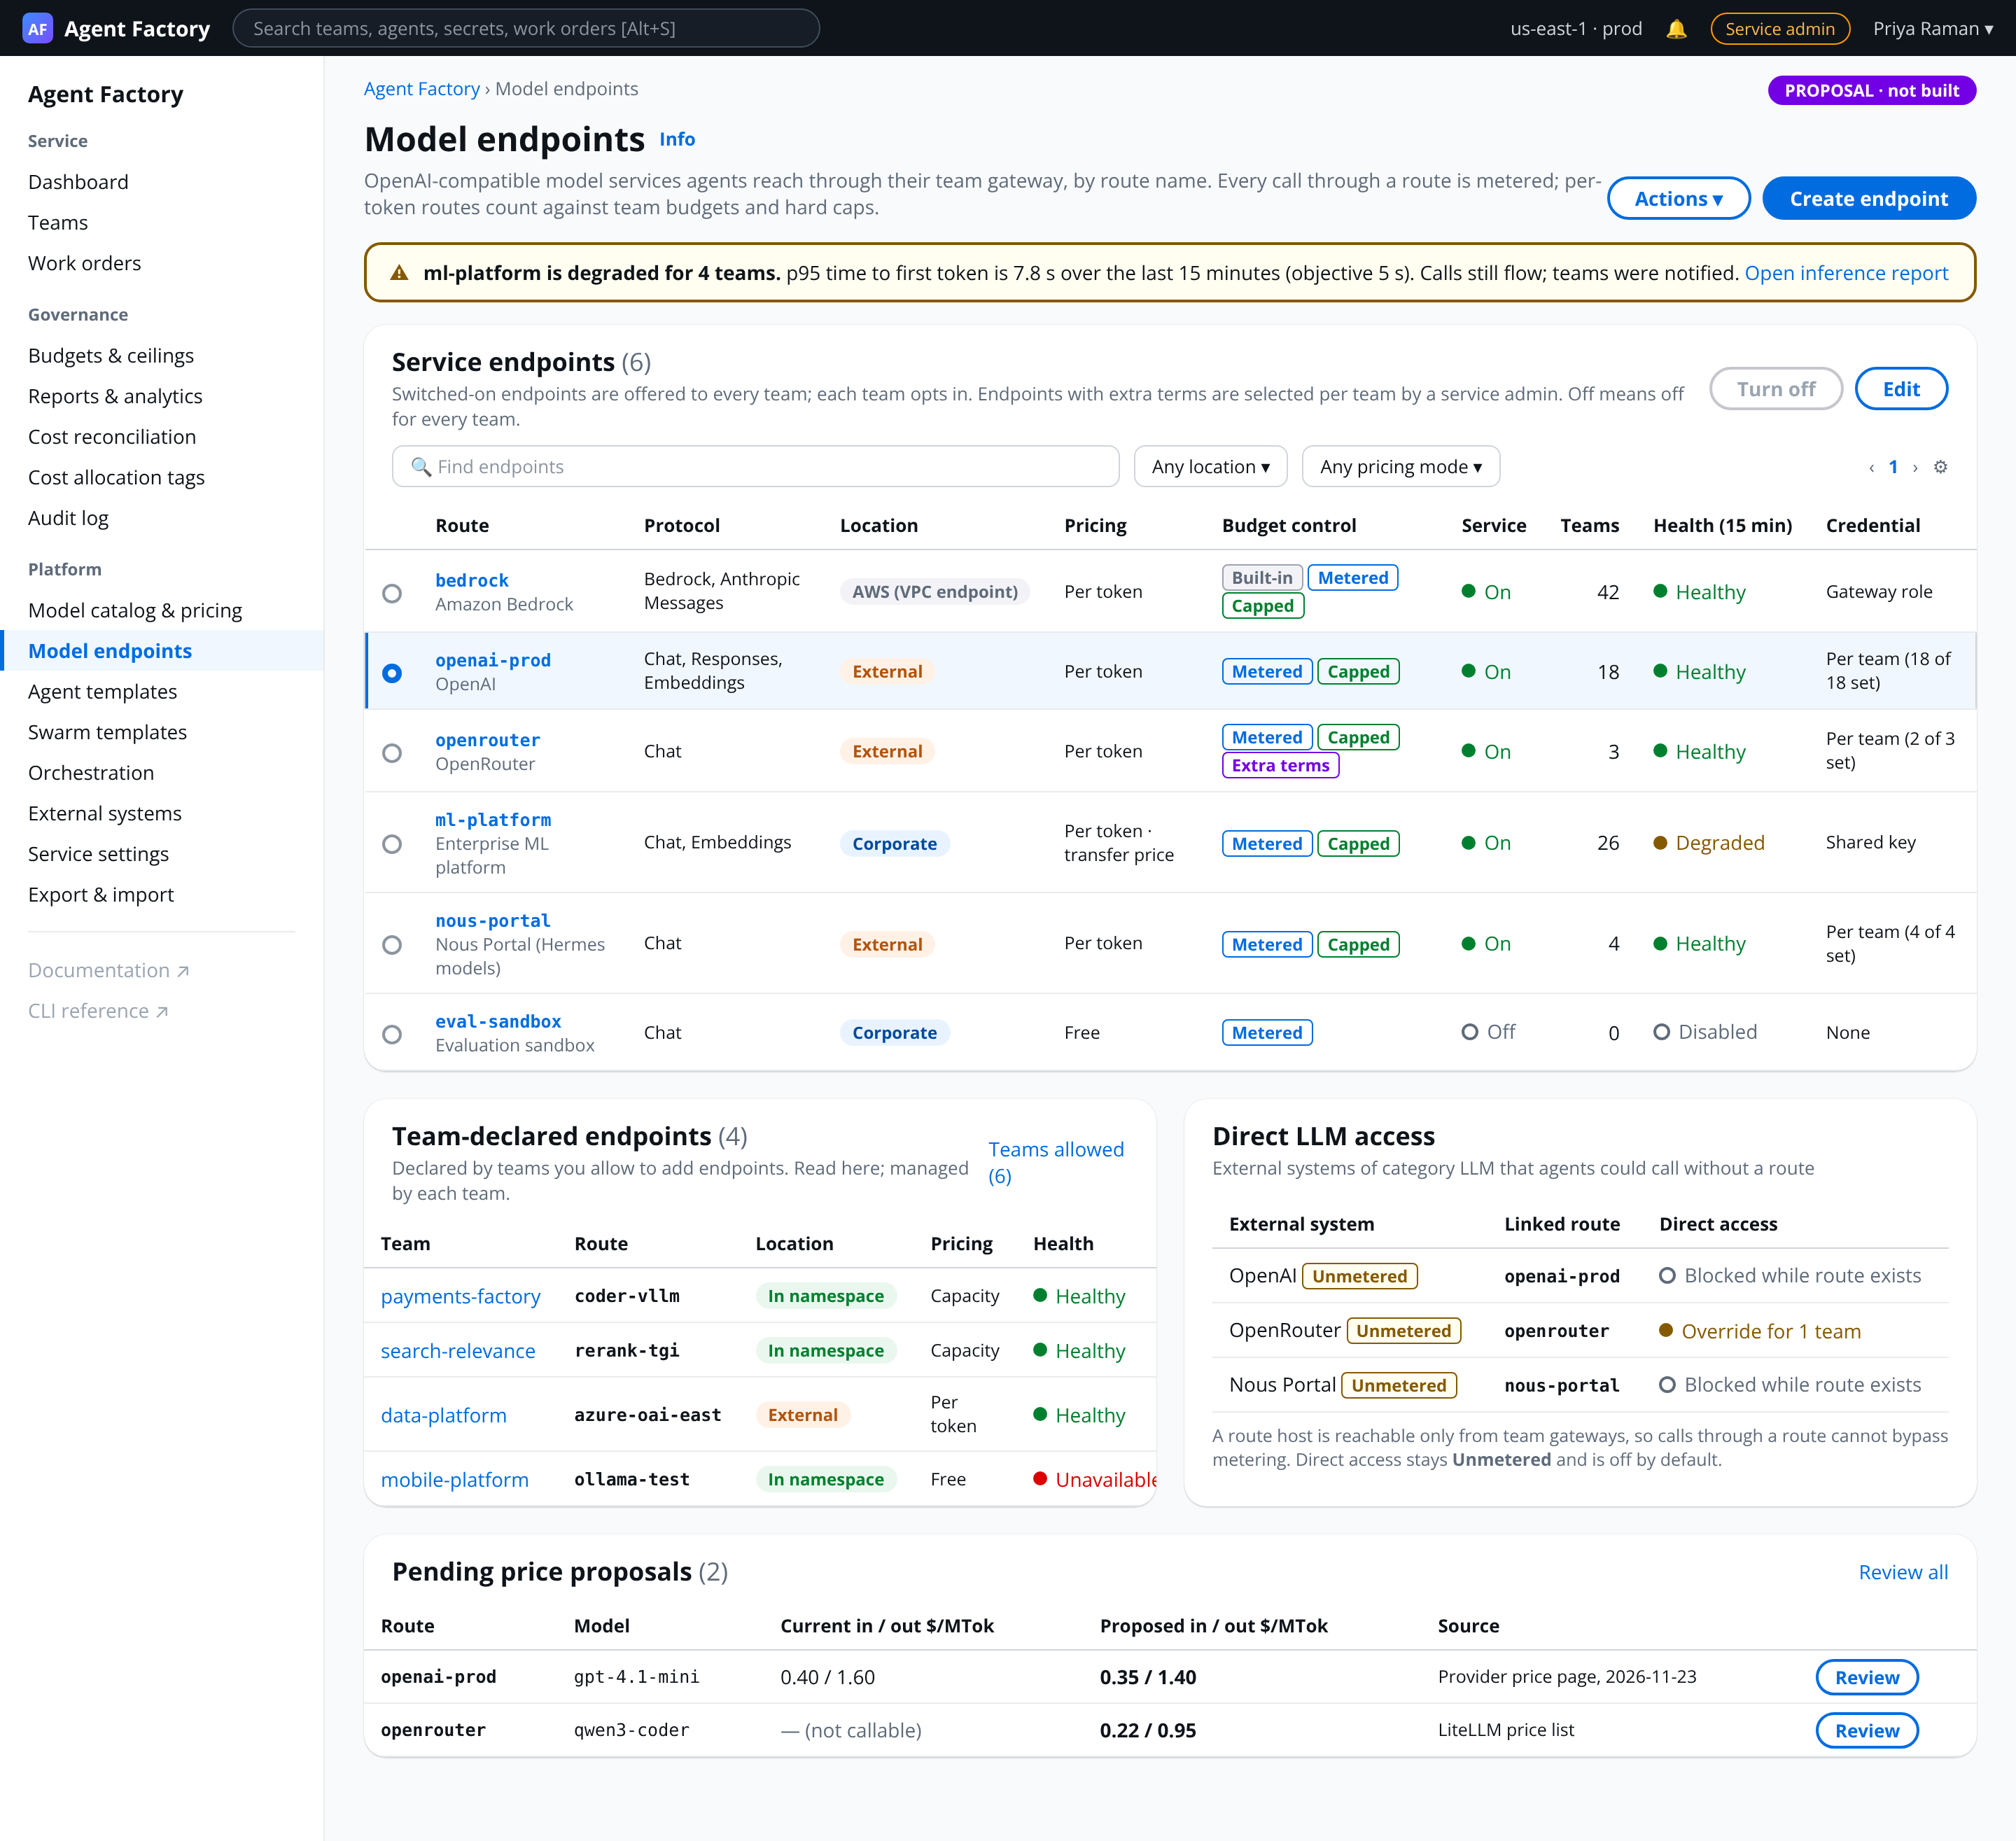 AF Agent Factory
Search teams, agents, secrets, work orders [Alt+S]
us-east-1 · prod
Service admin
Priya Raman ▾
Agent Factory
Service
Dashboard
Teams
Work orders
Governance
Budgets & ceilings
Reports & analytics
Cost reconciliation
Cost allocation tags
Audit log
Platform
Model catalog & pricing
Model endpoints
Agent templates
Swarm templates
Orchestration
External systems
Service settings
Export & import
Documentation ↗
CLI reference ↗
Agent Factory › Model endpoints
PROPOSAL · not built
Model endpoints Info
OpenAI-compatible model services agents reach through their team gateway, by route name. Every call through a route is metered; per-
token routes count against team budgets and hard caps.
Actions ▾
Create endpoint
ml-platform is degraded for 4 teams. p95 time to first token is 7.8 s over the last 15 minutes (objective 5 s). Calls still flow; teams were notified. Open inference report
Service endpoints (6)
Switched-on endpoints are offered to every team; each team opts in. Endpoints with extra terms are selected per team by a service admin. Off means off
for every team.
Turn off
Edit
Find endpoints
Any location ▾
Any pricing mode ▾
‹ 1 ›
Route Protocol Location Pricing Budget control Service Teams Health (15 min) Credential
bedrock
Amazon Bedrock
Bedrock, Anthropic
Messages
AWS (VPC endpoint)
Per token
Built-in Metered
Capped
On
42
Healthy
Gateway role
openai-prod
OpenAI
Chat, Responses,
Embeddings
External
Per token
Metered Capped
On
18
Healthy
Per team (18 of
18 set)
openrouter
OpenRouter
Chat
External
Per token
Metered Capped
Extra terms
On
3
Healthy
Per team (2 of 3
set)
ml-platform
Enterprise ML
platform
Chat, Embeddings
Corporate
Per token ·
transfer price
Metered Capped
On
26
Degraded
Shared key
nous-portal
Nous Portal (Hermes
models)
Chat
External
Per token
Metered Capped
On
4
Healthy
Per team (4 of 4
set)
eval-sandbox
Evaluation sandbox
Chat
Corporate
Free
Metered
Off
0
Disabled
None
Team-declared endpoints (4)
Declared by teams you allow to add endpoints. Read here; managed
by each team.
Teams allowed
(6)
Team Route Location Pricing Health
payments-factory coder-vllm In namespace Capacity Healthy
search-relevance rerank-tgi In namespace Capacity Healthy
data-platform azure-oai-east External Per
token
Healthy
mobile-platform ollama-test In namespace Free Unavailable
Direct LLM access
External systems of category LLM that agents could call without a route
External system Linked route Direct access
OpenAI Unmetered openai-prod Blocked while route exists
OpenRouter Unmetered openrouter Override for 1 team
Nous Portal Unmetered nous-portal Blocked while route exists
A route host is reachable only from team gateways, so calls through a route cannot bypass
metering. Direct access stays Unmetered and is off by default.
Pending price proposals (2)
Review all
Route Model Current in / out $/MTok Proposed in / out $/MTok Source
openai-prod gpt-4.1-mini 0.40 / 1.60 0.35 / 1.40 Provider price page, 2026-11-23 Review
openrouter qwen3-coder — (not callable) 0.22 / 0.95 LiteLLM price list Review